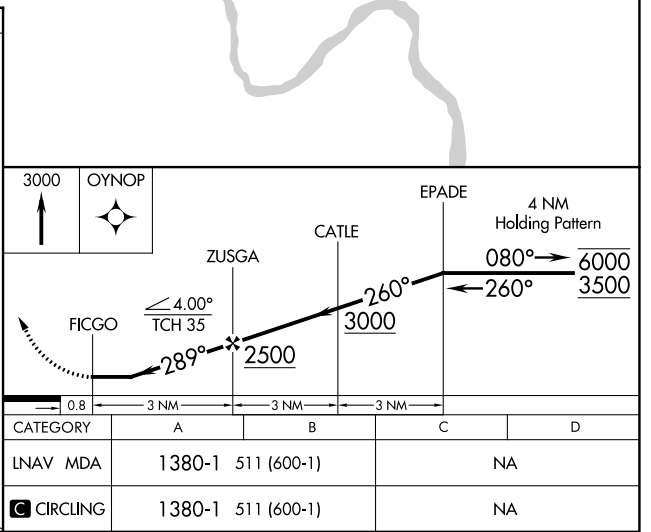 3000 OYNOP
EPADE
4 NM
Holding Pattern
CATLE
ZUSGA
080° 6000
260° 3500
260°
4.00°
TCH 35
3000
FICGO
289° 2500
0.8 3 NM 3 NM 3 NM
CATEGORY A B C D
LNAV MDA 1380-1 511 (600-1) NA
C CIRCLING 1380-1 511 (600-1) NA